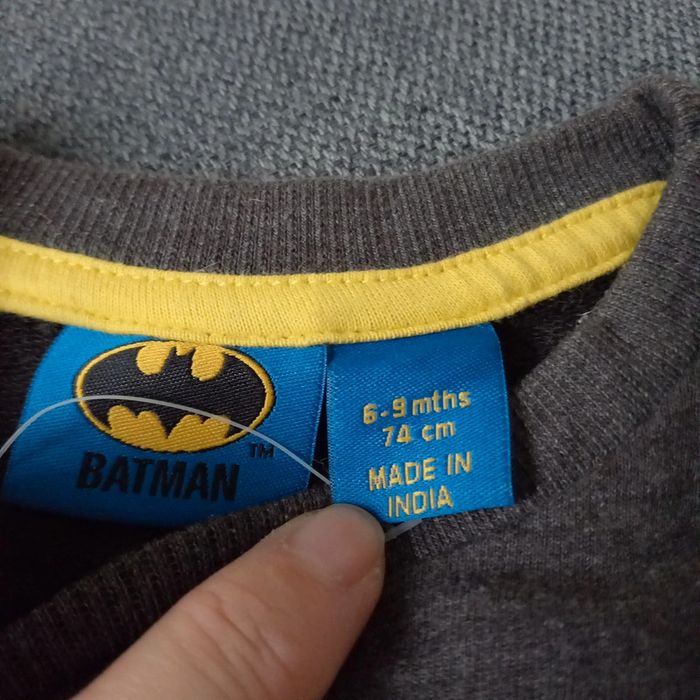 BATMAN
TM
6-9 mths
74 cm
MADE IN
INDIA